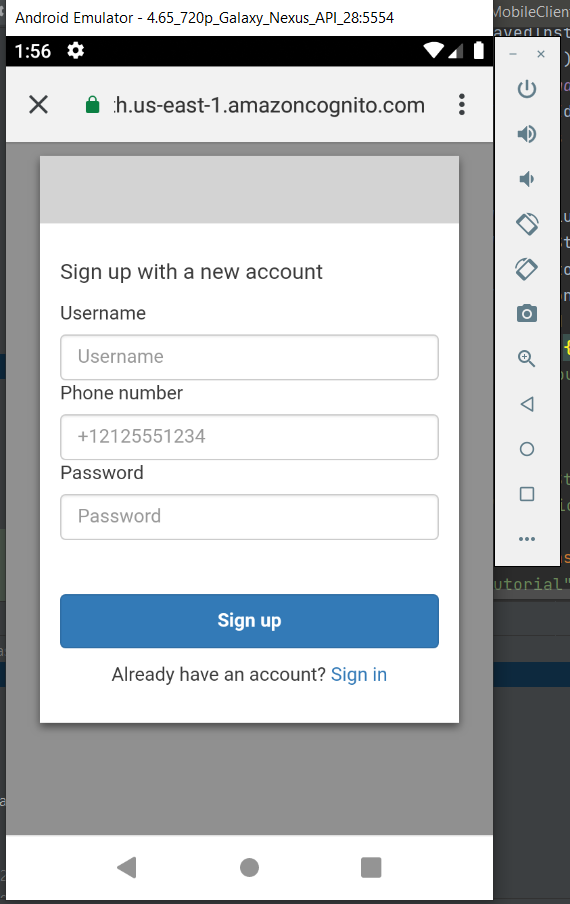 Android Emulator - 4.65_720p_Galaxy_Nexus_API_28:5554
MobileClien
1:56
th.us-east-1.amazoncognito.com
Sign up with a new account
Username
Username
Phone number
+12125551234
Password
Password
Sign up
Already have an account? Sign in
utorial"